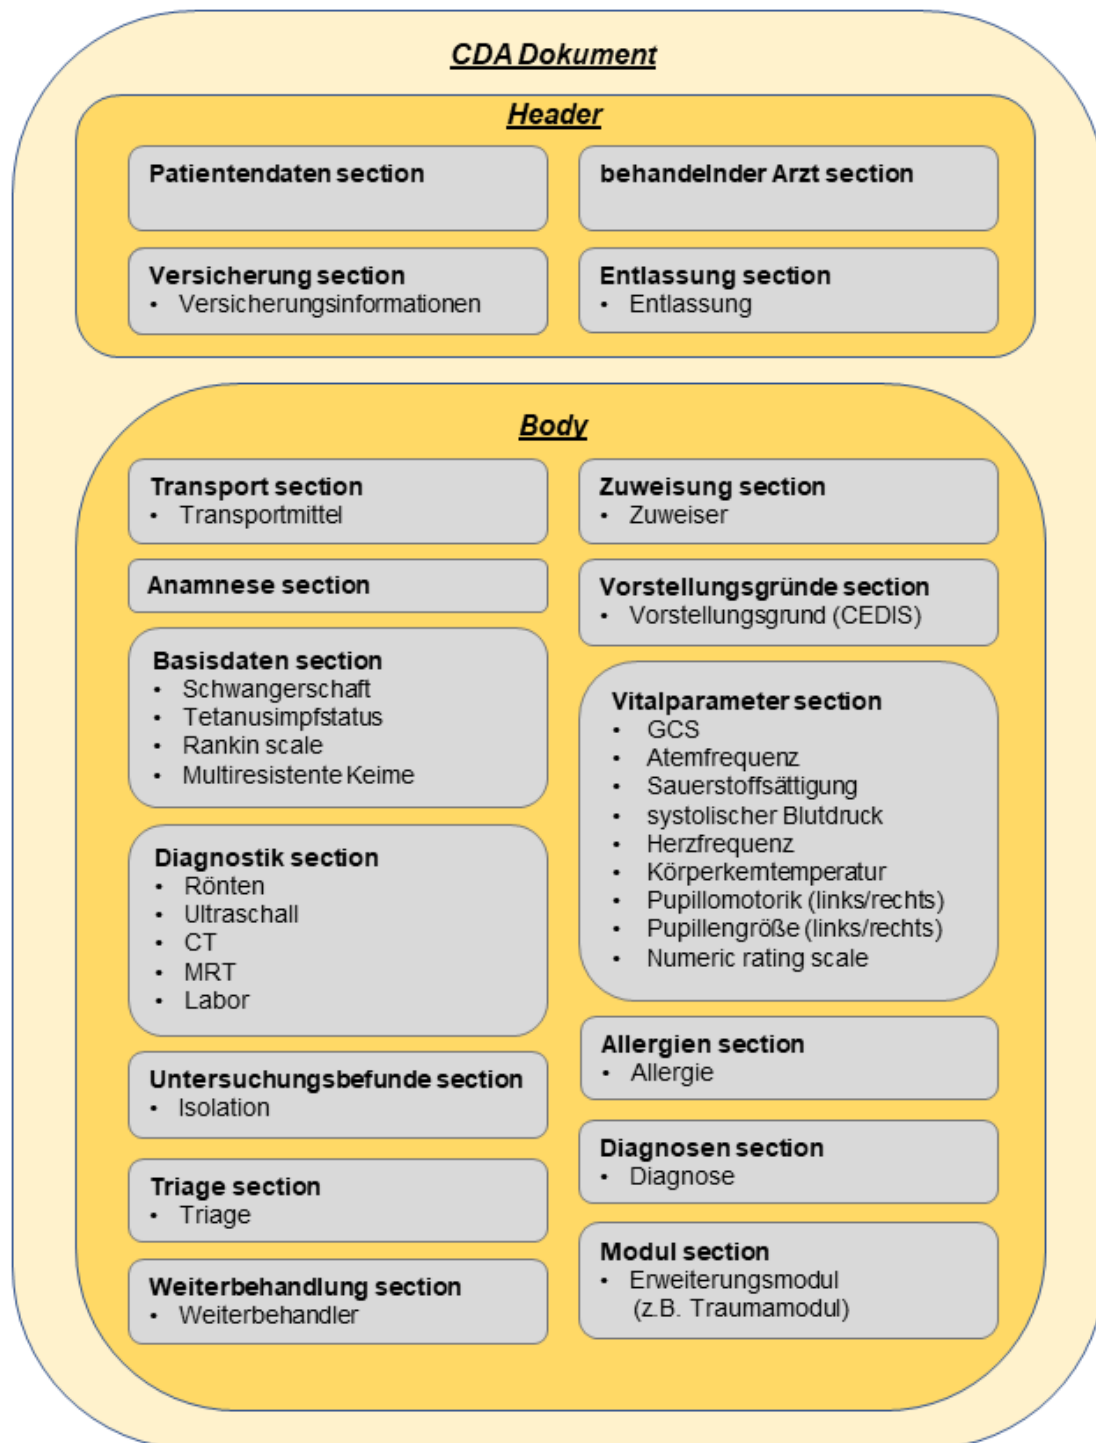 CDA Dokument
Header
Patientendaten section
behandelnder Arzt section
Versicherung section
• Versicherungsinformationen
Entlassung section
• Entlassung
Body
Transport section
• Transportmittel
Zuweisung section
• Zuweiser
Anamnese section
Vorstellungsgründe section
• Vorstellungsgrund (CEDIS)
Basisdaten section
• Schwangerschaft
• Tetanusimpfstatus
• Rankin scale
• Multiresistente Keime
Vitalparameter section
• GCS
• Atemfrequenz
• Sauerstoffsättigung
• systolischer Blutdruck
• Herzfrequenz
• Körperkerntemperatur
• Pupillomotorik (links/rechts)
• Pupillengröße (links/rechts)
• Numeric rating scale
Diagnostik section
• Rönten
• Ultraschall
• CT
• MRT
• Labor
Allergien section
• Allergie
Untersuchungsbefunde section
• Isolation
Diagnosen section
• Diagnose
Triage section
• Triage
Modul section
• Erweiterungsmodul
(z.B. Traumamodul)
Weiterbehandlung section
• Weiterbehandler